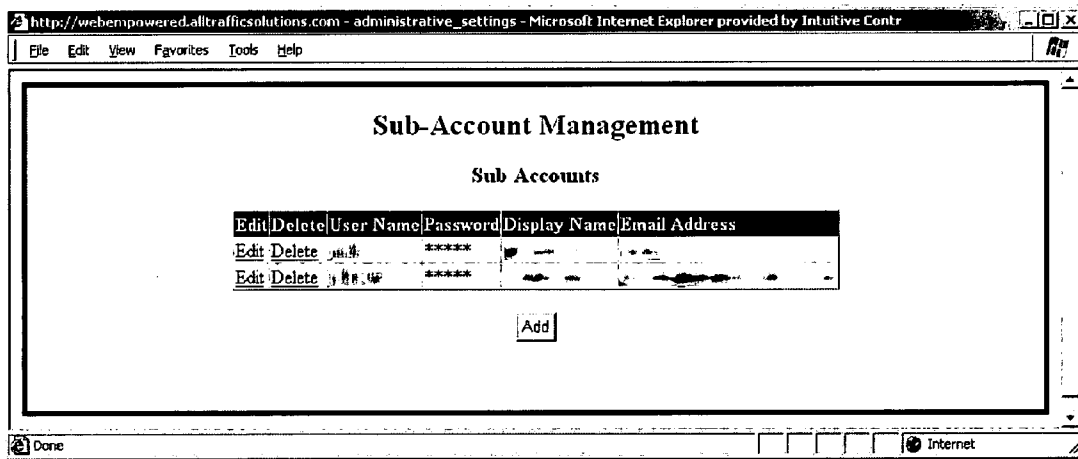 http://webempowered.alltrafficsolutions.com - administrative_settings - Microsoft Internet Explorer provided by Intuitive Contr
File Edit View Favorites Tools Help
Sub-Account Management
Sub Accounts
Edit Delete User Name Password Display Name Email Address
Edit Delete *****
Edit Delete *****
Add
Done Internet